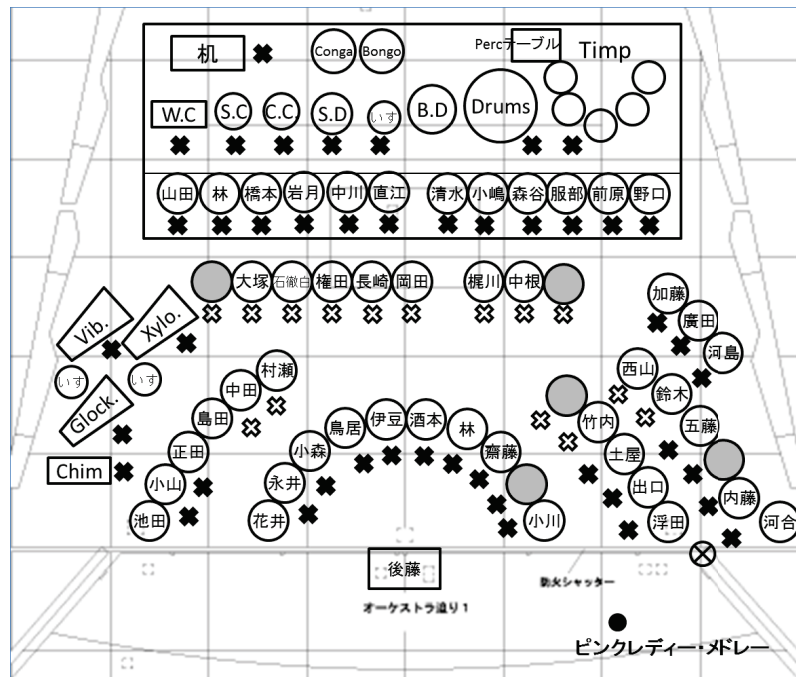 机
Conga
Bongo
Percテーブル
Timp
W.C
S.C
C.C.
S.D
いす
B.D
Drums
山田
林
橋本
岩月
中川
直江
清水
小嶋
森谷
服部
前原
野口
大塚
石徹白
権田
長崎
岡田
梶川
中根
加藤
廣田
河島
Vib.
Xylo.
いす
いす
Glock.
Chim
村瀬
中田
島田
正田
小山
池田
鳥居
伊豆
酒本
林
小森
齋藤
永井
花井
小川
西山
鈴木
竹内
五藤
土屋
出口
内藤
浮田
河合
後藤
防火シャッター
オーケストラ迫り1
ピンクレディー・メドレー